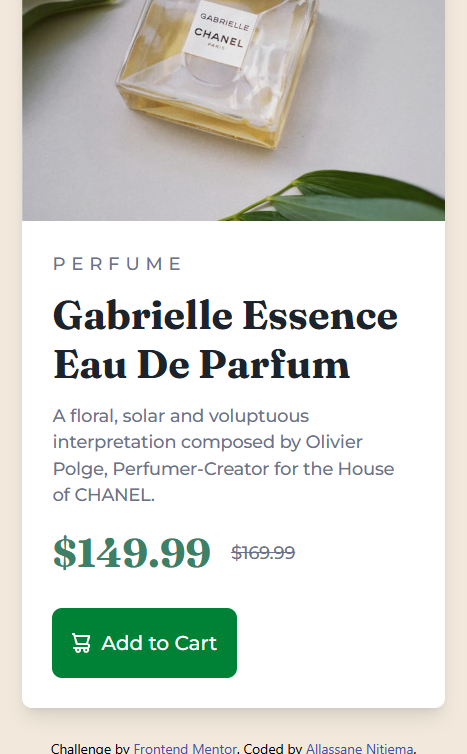 GABRIELLE
CHANEL
PARIS
PERFUME
Gabrielle Essence
Eau De Parfum
A floral, solar and voluptuous
interpretation composed by Olivier
Polge, Perfumer-Creator for the House
of CHANEL.
$149.99 $169.99
Add to Cart
Challenge by Frontend Mentor. Coded by Allassane Nitiema.